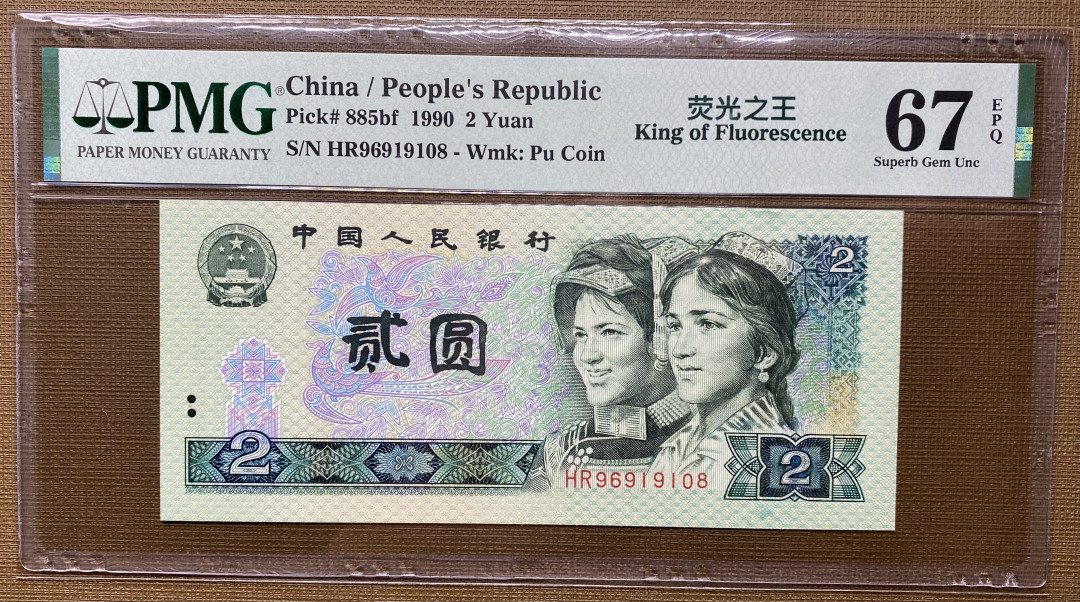 PMG®
PAPER MONEY GUARANTY
China / People's Republic
Pick# 885bf 1990 2 Yuan
S/N HR96919108 - Wmk: Pu Coin
荧光之王
King of Fluorescence
67
EPQ
Superb Gem Unc
中国人民银行
2
贰圆
2
HR96919108
2